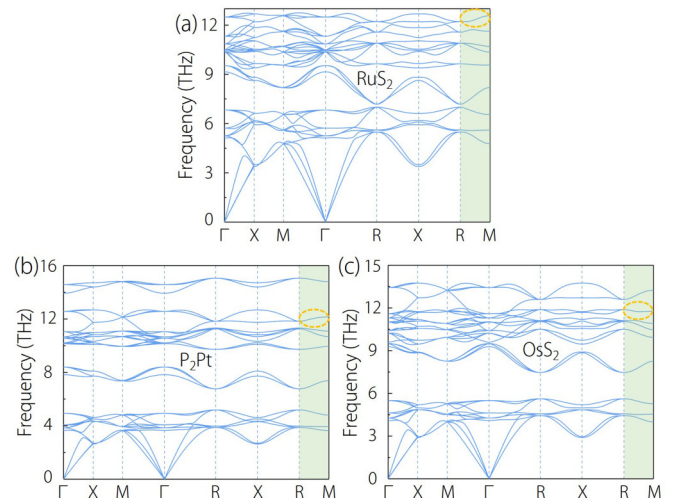 (a)
Frequency (THz)
12
9
6
3
0
RuS₂
Γ X M Γ R X R M
(b)
Frequency (THz)
16
12
8
4
0
P₂Pt
Γ X M Γ R X R M
(c)
Frequency (THz)
15
12
9
6
3
0
OsS₂
Γ X M Γ R X R M